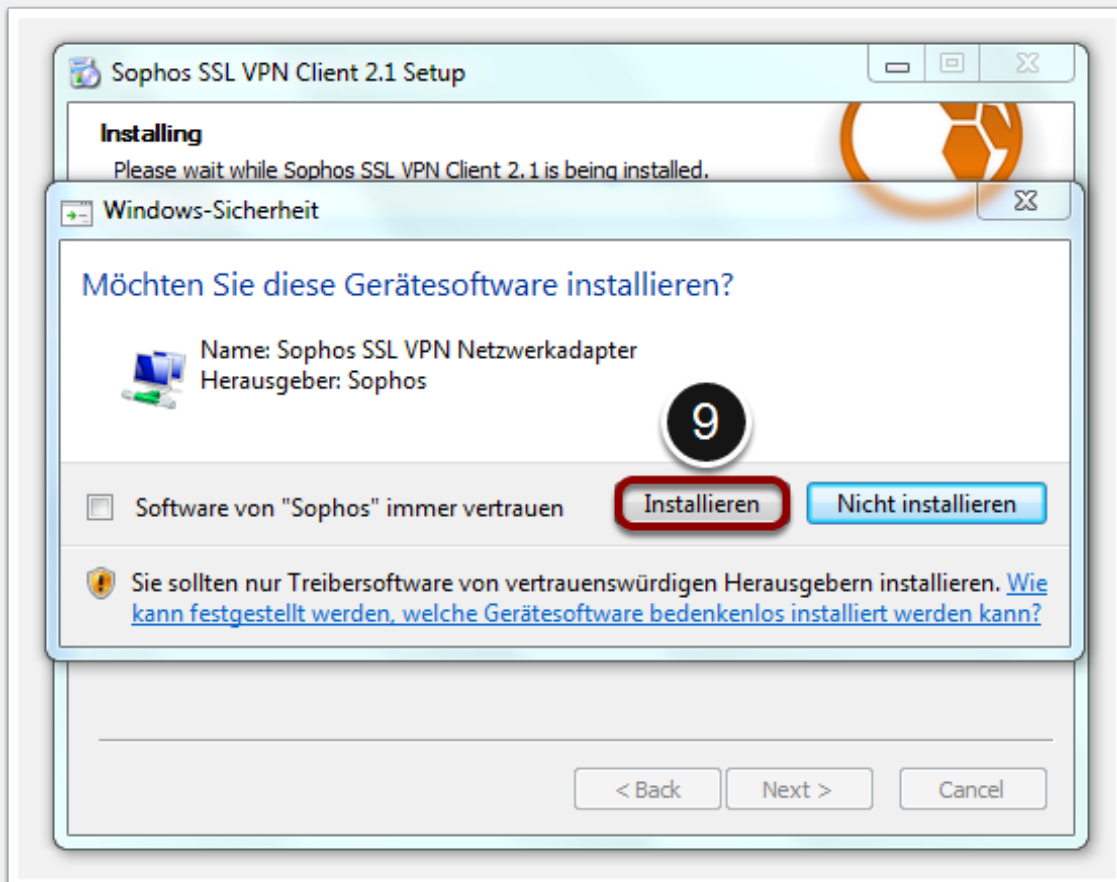 Sophos SSL VPN Client 2.1 Setup
Installing
Please wait while Sophos SSL VPN Client 2.1 is being installed.
Windows-Sicherheit
Möchten Sie diese Gerätesoftware installieren?
Name: Sophos SSL VPN Netzwerkadapter
Herausgeber: Sophos
9
Software von "Sophos" immer vertrauen Installieren Nicht installieren
Sie sollten nur Treibersoftware von vertrauenswürdigen Herausgebern installieren. Wie
kann festgestellt werden, welche Gerätesoftware bedenkenlos installiert werden kann?
< Back Next > Cancel